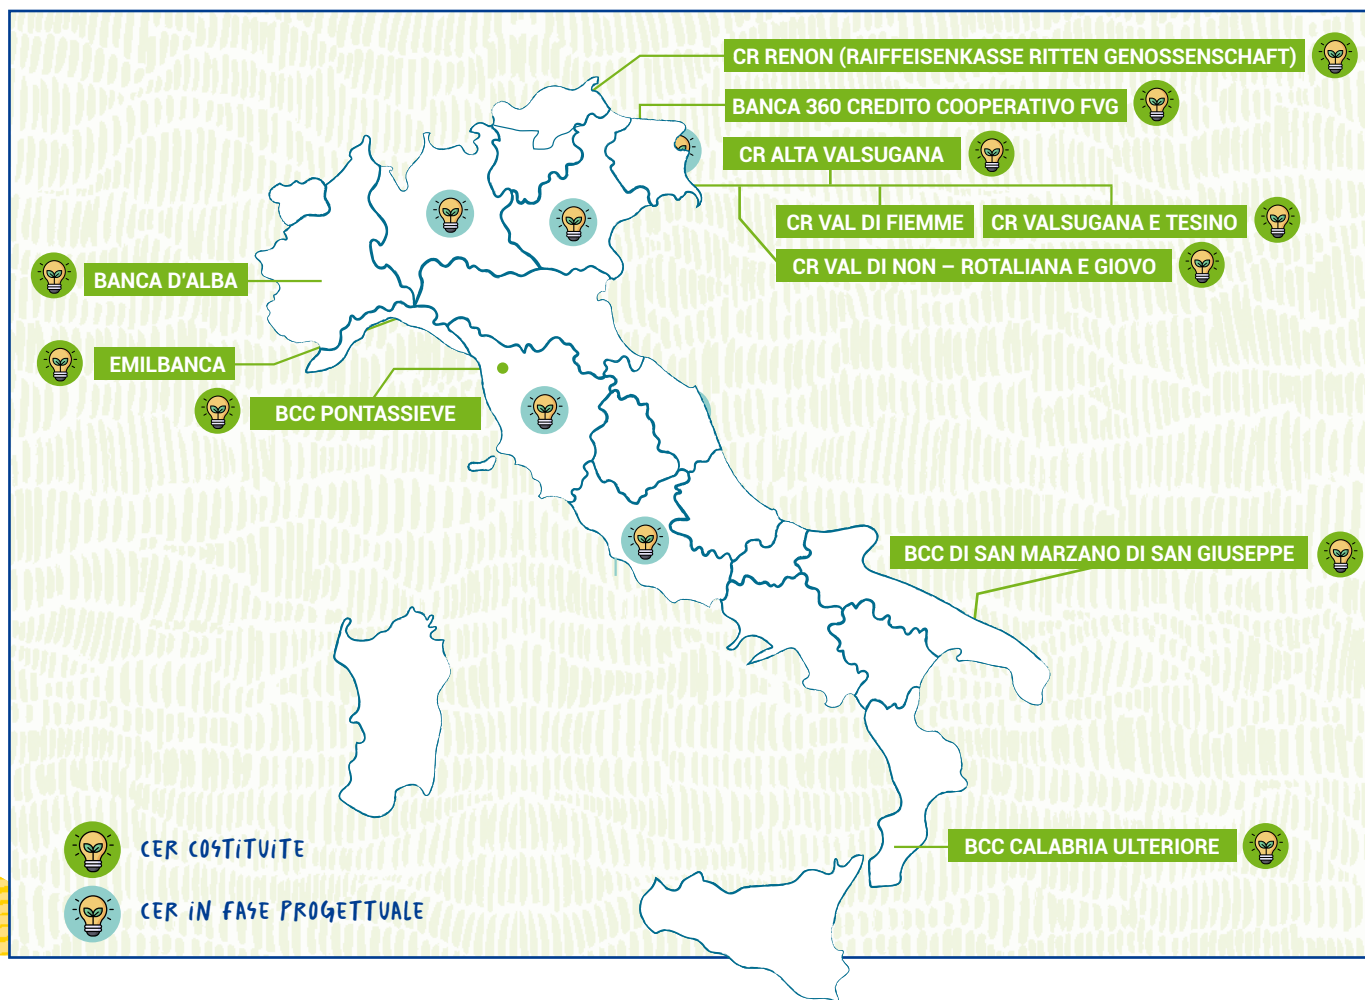 CR RENON (RAIFFEISENKASSE RITTEN GENOSSENSCHAFT)
BANCA 360 CREDITO COOPERATIVO FVG
CR ALTA VALSUGANA
CR VAL DI FIEMME
CR VALSUGANA E TESINO
CR VAL DI NON – ROTALIANA E GIOVO
BANCA D'ALBA
EMILBANCA
BCC PONTASSIEVE
BCC DI SAN MARZANO DI SAN GIUSEPPE
BCC CALABRIA ULTERIORE
CER COSTITUITE
CER IN FASE PROGETTUALE